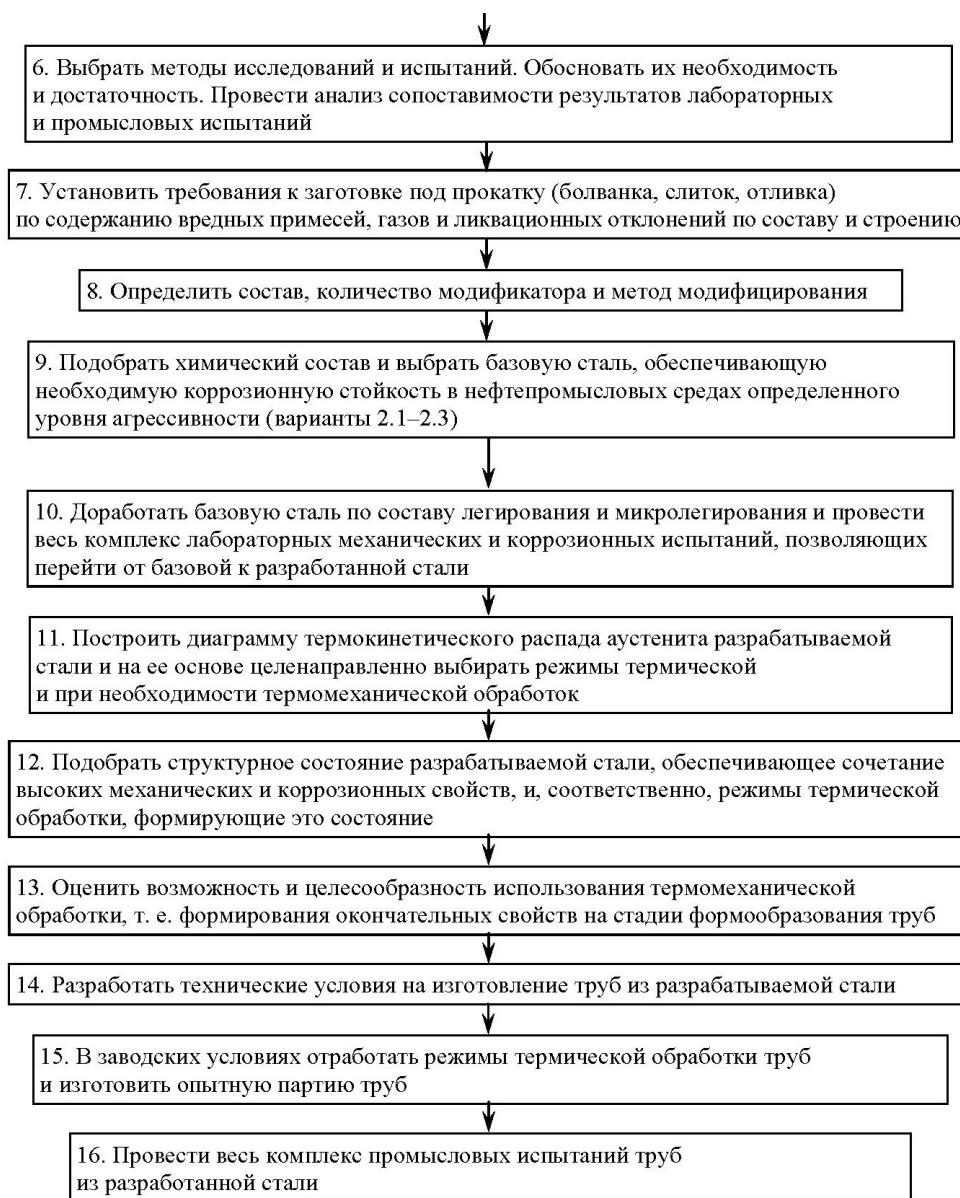 6. Выбрать методы исследований и испытаний. Обосновать их необходимость
и достаточность. Провести анализ сопоставимости результатов лабораторных
и промысловых испытаний
7. Установить требования к заготовке под прокатку (болванка, слиток, отливка)
по содержанию вредных примесей, газов и ликвационных отклонений по составу и строению
8. Определить состав, количество модификатора и метод модифицирования
9. Подобрать химический состав и выбрать базовую сталь, обеспечивающую
необходимую коррозионную стойкость в нефтепромысловых средах определенного
уровня агрессивности (варианты 2.1–2.3)
10. Доработать базовую сталь по составу легирования и микролегирования и провести
весь комплекс лабораторных механических и коррозионных испытаний, позволяющих
перейти от базовой к разработанной стали
11. Построить диаграмму термокинетического распада аустенита разрабатываемой
стали и на ее основе целенаправленно выбирать режимы термической
и при необходимости термомеханической обработок
12. Подобрать структурное состояние разрабатываемой стали, обеспечивающее сочетание
высоких механических и коррозионных свойств, и, соответственно, режимы термической
обработки, формирующие это состояние
13. Оценить возможность и целесообразность использования термомеханической
обработки, т. е. формирования окончательных свойств на стадии формообразования труб
14. Разработать технические условия на изготовление труб из разрабатываемой стали
15. В заводских условиях отработать режимы термической обработки труб
и изготовить опытную партию труб
16. Провести весь комплекс промысловых испытаний труб
из разработанной стали